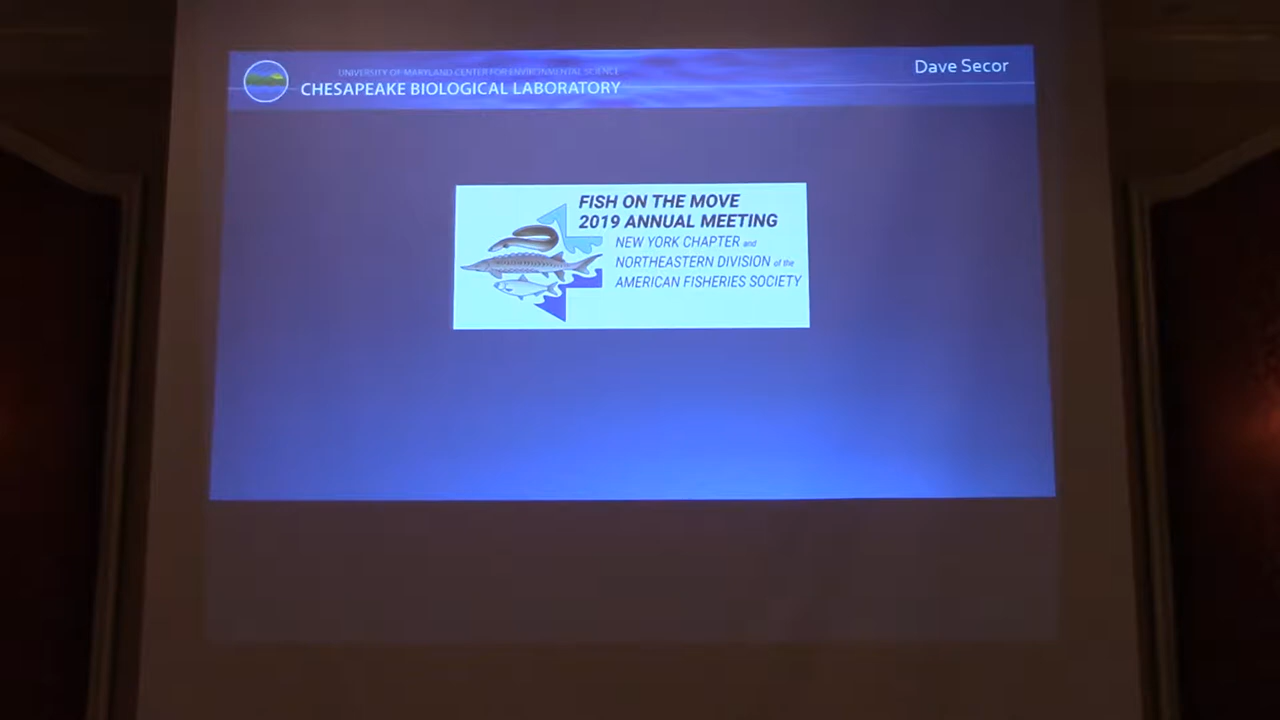 UNIVERSITY OF MARYLAND CENTER FOR ENVIRONMENTAL SCIENCE
CHESAPEAKE BIOLOGICAL LABORATORY
Dave Secor
FISH ON THE MOVE
2019 ANNUAL MEETING
NEW YORK CHAPTER and
NORTHEASTERN DIVISION of the
AMERICAN FISHERIES SOCIETY